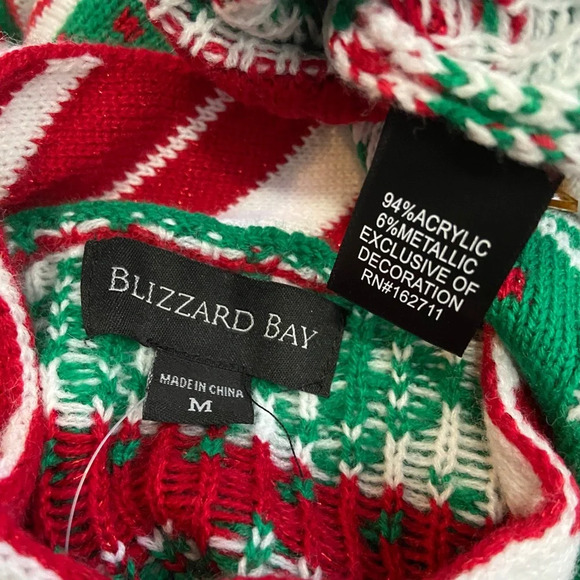 BLIZZARD BAY
MADE IN CHINA
M
94%ACRYLIC
6%METALLIC
EXCLUSIVE OF
DECORATION
RN#162711